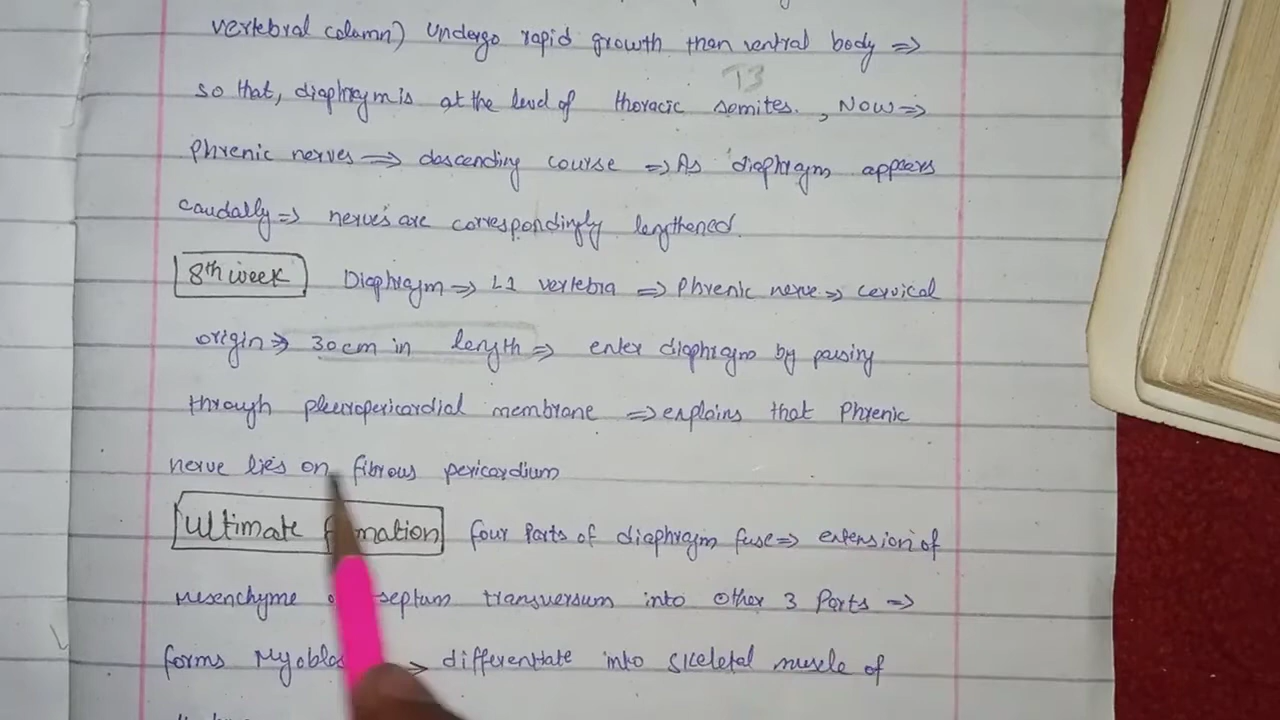 vertebral column) undergo rapid growth than ventral body ⇒
T3
so that, diaphragm is at the level of thoracic somites. , Now ⇒
Phrenic nerves ⇒ descending course ⇒ As diaphragm appears
caudally ⇒ nerves are correspondingly lengthened.
8th week Diaphragm ⇒ L1 vertebra ⇒ Phrenic nerve ⇒ cervical
origin ⇒ 30cm in length ⇒ enter diaphragm by passing
through pleuropericardial membrane ⇒ explains that Phrenic
nerve lies on fibrous pericardium
Ultimate formation four Parts of diaphragm fuse ⇒ extension of
Mesenchyme septum transversum into other 3 Parts ⇒
forms Myobla > differentiate into skeletal muscle of